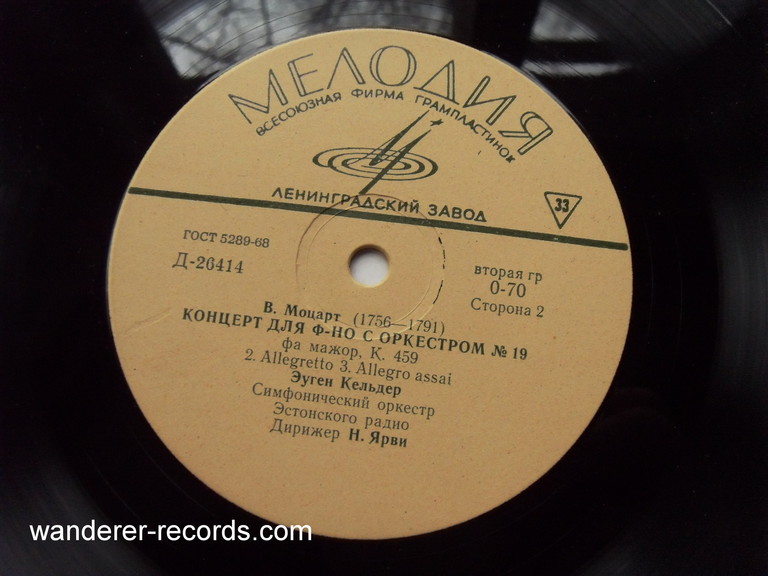 МЕЛОДИЯ
ВСЕСОЮЗНАЯ ФИРМА ГРАМПЛАСТИНОК
ЛЕНИНГРАДСКИЙ ЗАВОД
33
ГОСТ 5289-68
Д-26414
вторая гр
0-70
Сторона 2
В. Моцарт (1756—1791)
КОНЦЕРТ ДЛЯ Ф-НО С ОРКЕСТРОМ № 19
фа мажор, К. 459
2. Allegretto 3. Allegro assai
Эуген Кельдер
Симфонический оркестр
Эстонского радио
Дирижер Н. Ярви
wanderer-records.com